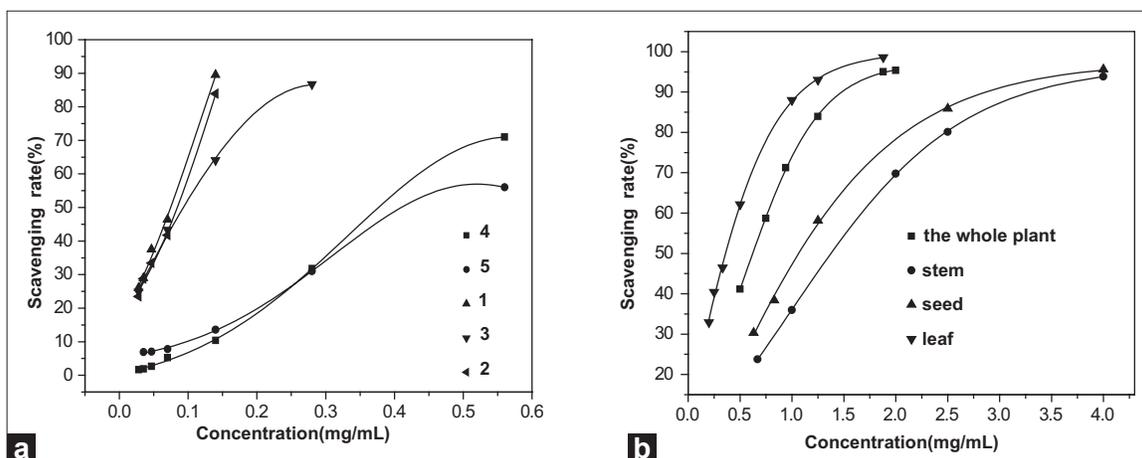 100
90
80
70
60
50
40
30
20
10
0
Scavenging rate(%)
0.0 0.1 0.2 0.3 0.4 0.5 0.6
Concentration(mg/mL)
4
5
1
3
2
a
100
90
80
70
60
50
40
30
20
Scavenging rate(%)
0.0 0.5 1.0 1.5 2.0 2.5 3.0 3.5 4.0
Concentration(mg/mL)
the whole plant
stem
seed
leaf
b